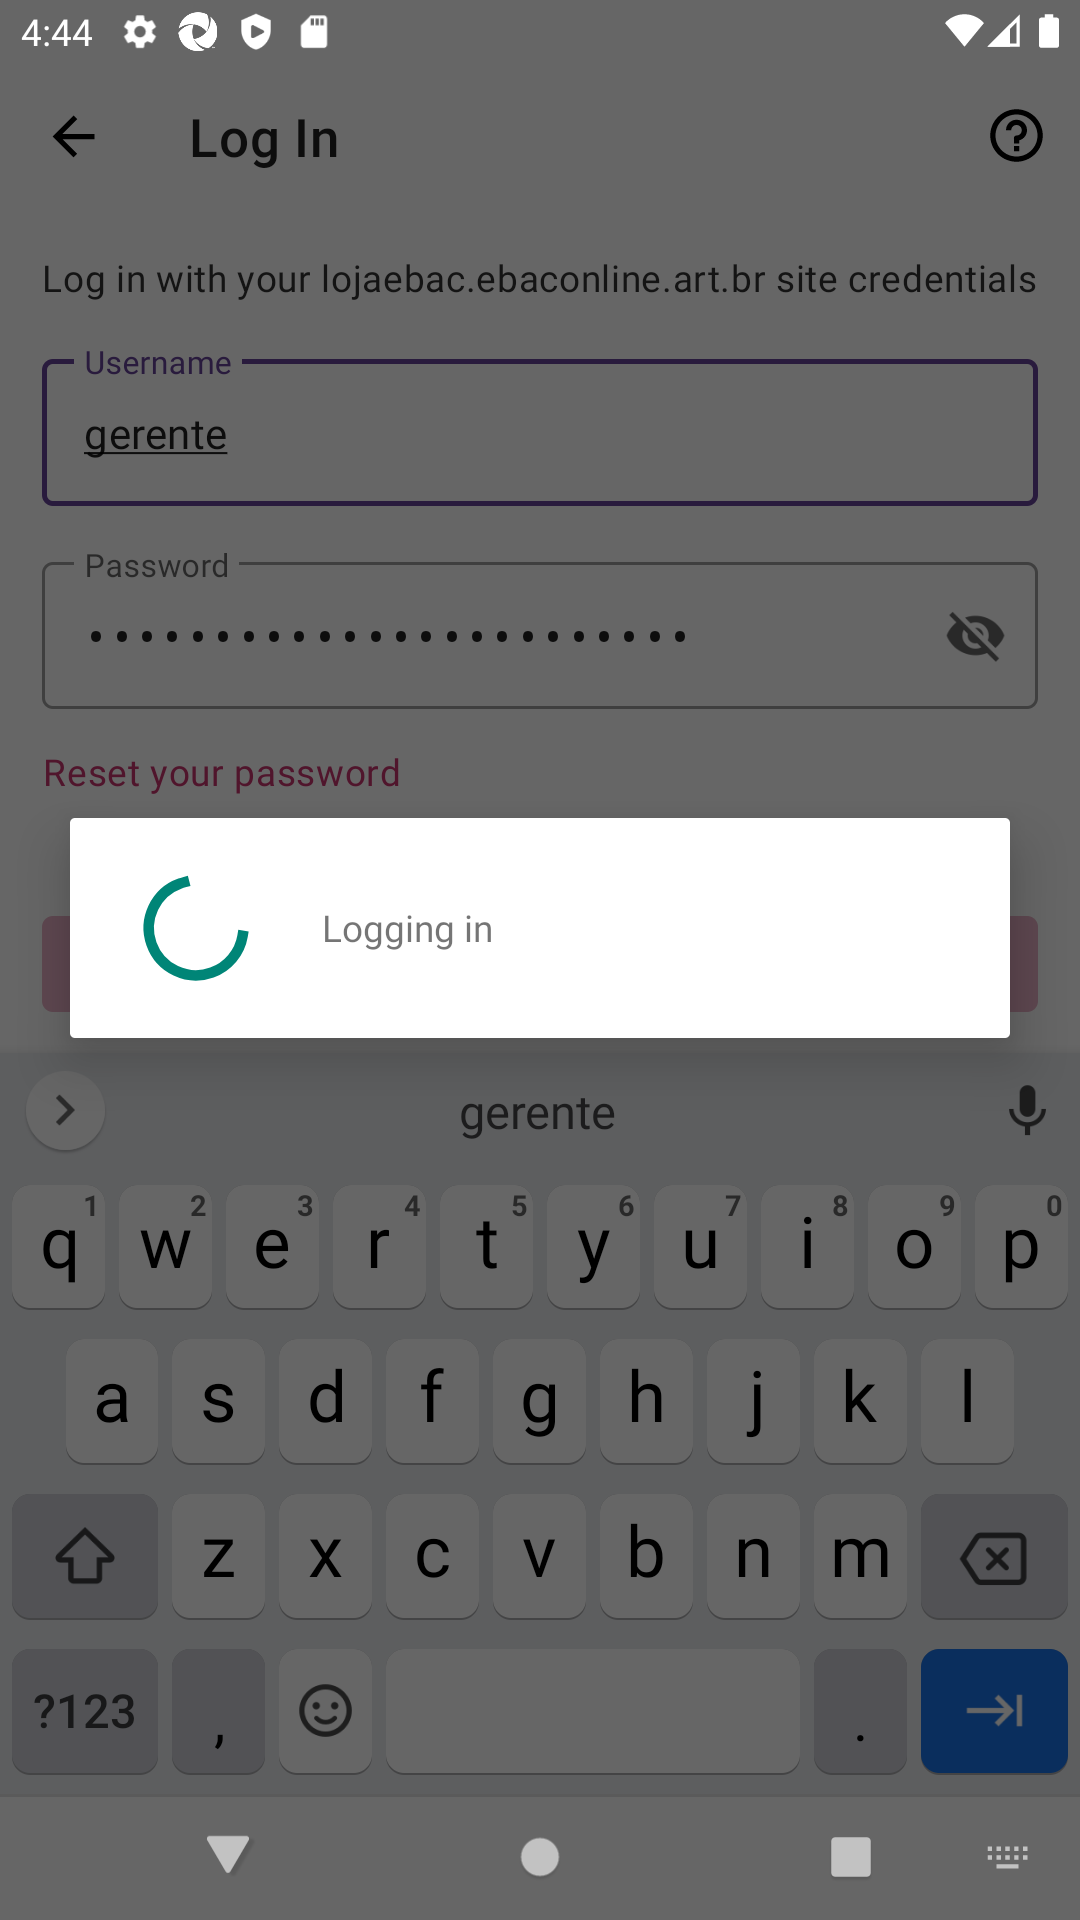 4:44
Log In
Log in with your lojaebac.ebaconline.art.br site credentials
Username
gerente
Password
••••••••••••••••••••••••
Reset your password
Logging in
gerente
1 2 3 4 5 6 7 8 9 0
q w e r t y u i o p
a s d f g h j k l
z x c v b n m
?123 , .